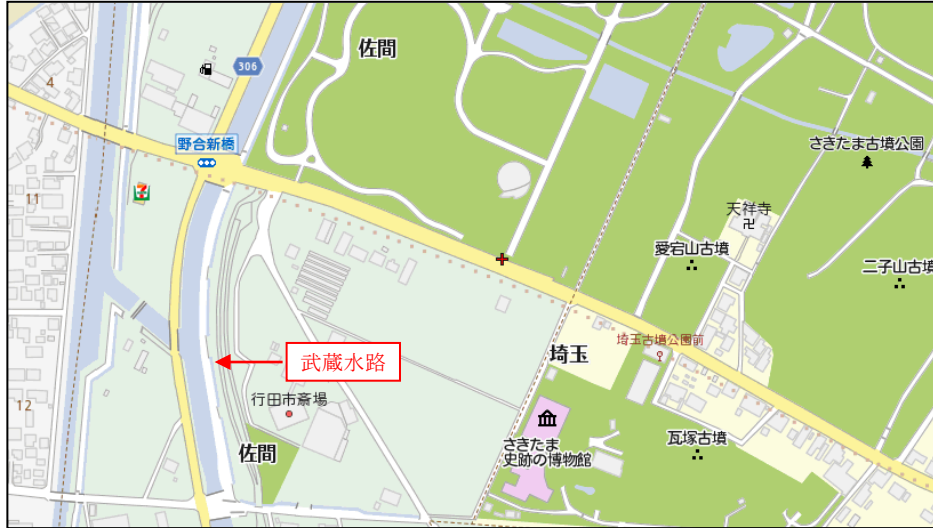 佐間
4
306
野合新橋
さきたま古墳公園
7
11
天祥寺
愛宕山古墳
二子山古墳
埼玉古墳公園前
埼玉
武蔵水路
行田市斎場
12
佐間
さきたま
史跡の博物館
瓦塚古墳